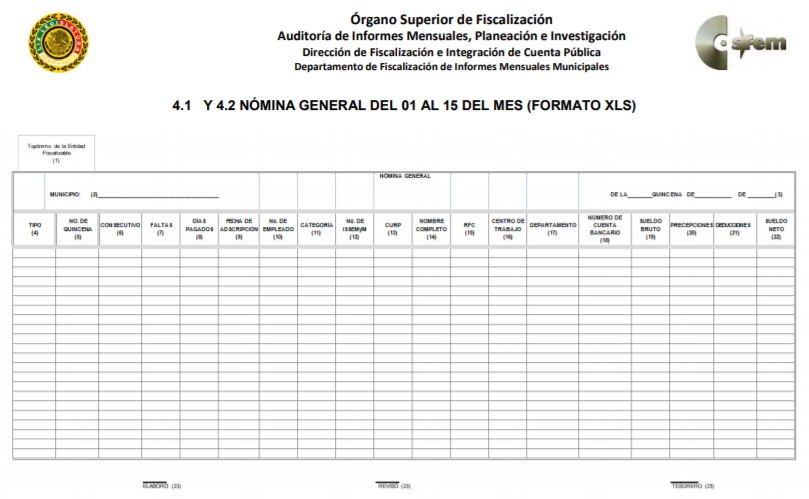 Órgano Superior de Fiscalización
Auditoría de Informes Mensuales, Planeación e Investigación
Dirección de Fiscalización e Integración de Cuenta Pública
Departamento de Fiscalización de Informes Mensuales Municipales
osfem
4.1 Y 4.2 NÓMINA GENERAL DEL 01 AL 15 DEL MES (FORMATO XLS)
Topónimo de la Entidad
Fiscalizable
(1)
NÓMINA GENERAL
MUNICIPIO: (2)____________________ DE LA______QUINCENA DE_________ DE _______(3)
TIPO (4) NO. DE QUINCENA (5) CONSECUTIVO (6) FALTAS (7) DÍAS PAGADOS (8) FECHA DE ADSCRIPCIÓN (9) No. DE EMPLEADO (10) CATEGORÍA (11) No. DE ISSEMyM (12) CURP (13) NOMBRE COMPLETO (14) RFC (15) CENTRO DE TRABAJO (16) DEPARTAMENTO (17) NÚMERO DE CUENTA BANCARIO (18) SUELDO BRUTO (19) PRECEPCIONES (20) DEDUCCIONES (21) SUELDO NETO (22)
ELABORÓ (23) REVISÓ (23) TESORERO (23)